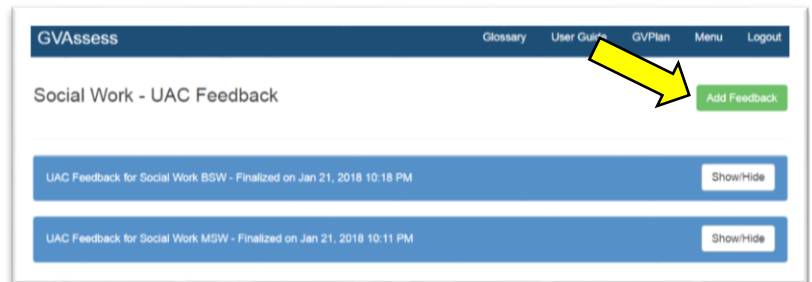 GVAssess Glossary User Guide GVPlan Menu Logout
Social Work - UAC Feedback Add Feedback
UAC Feedback for Social Work BSW - Finalized on Jan 21, 2018 10:18 PM Show/Hide
UAC Feedback for Social Work MSW - Finalized on Jan 21, 2018 10:11 PM Show/Hide